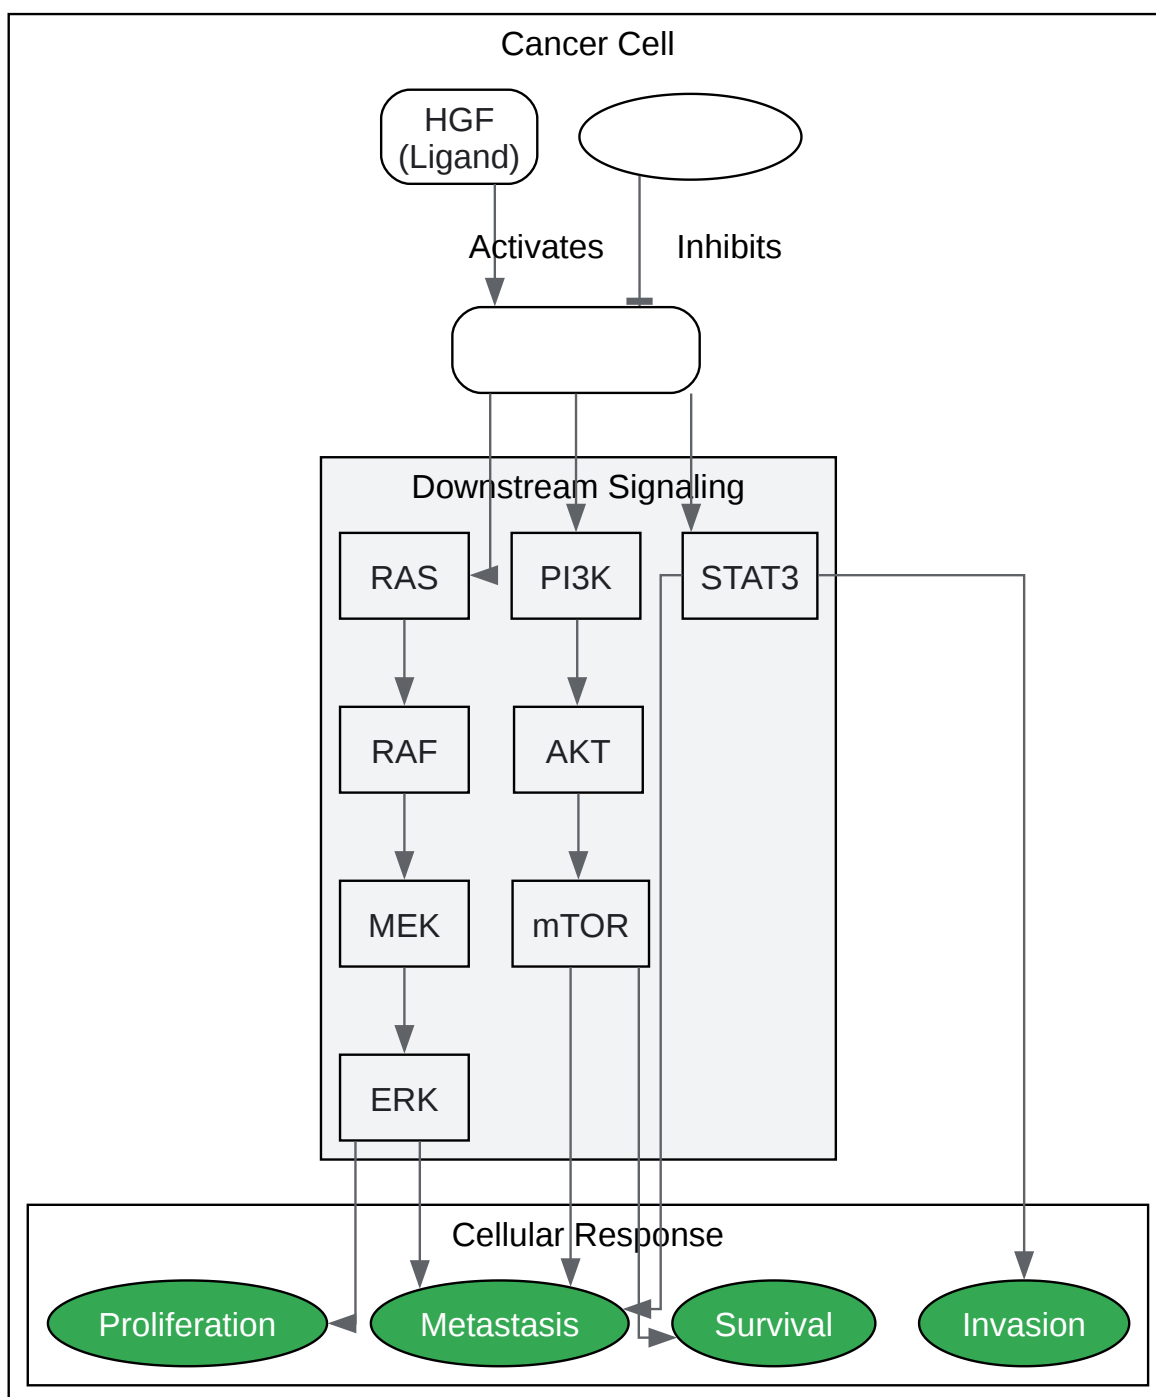 Cancer Cell
HGF
(Ligand)
Activates
Inhibits
Downstream Signaling
RAS
PI3K
STAT3
RAF
AKT
MEK
mTOR
ERK
Cellular Response
Proliferation
Metastasis
Survival
Invasion